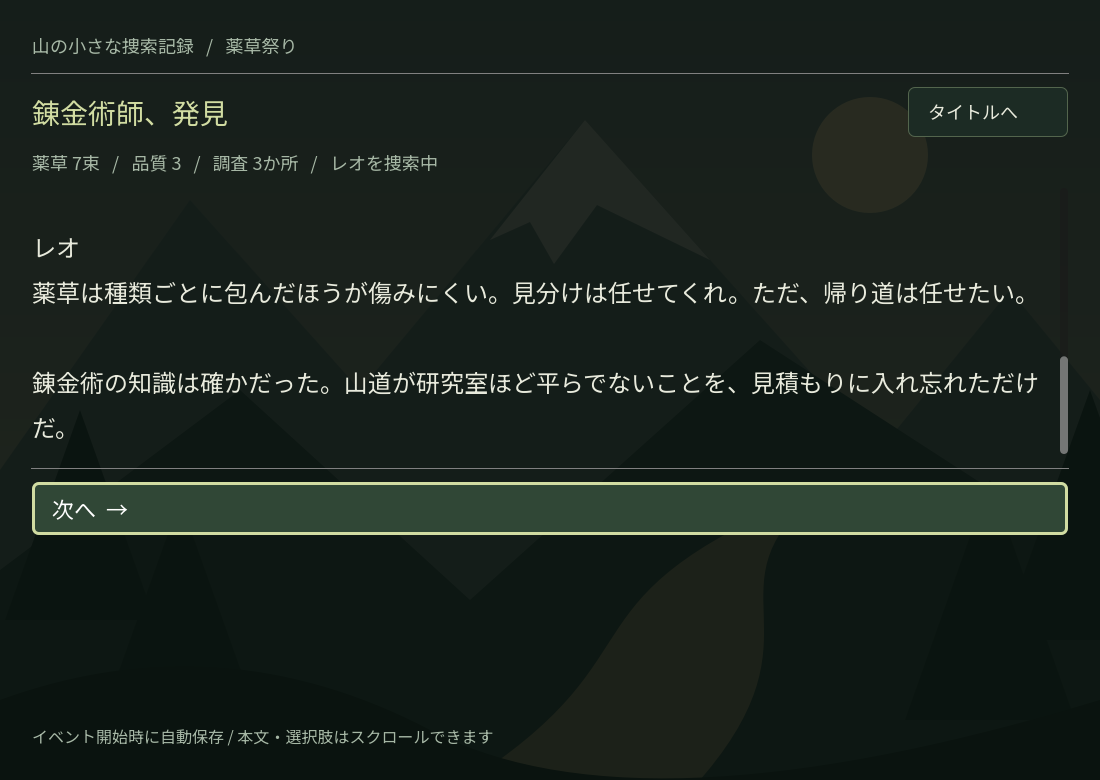 山の小さな捜索記録 / 薬草祭り
錬金術師、発見
タイトルへ
薬草 7束 / 品質 3 / 調査 3か所 / レオを捜索中
レオ
薬草は種類ごとに包んだほうが傷みにくい。見分けは任せてくれ。ただ、帰り道は任せたい。
錬金術の知識は確かだった。山道が研究室ほど平らでないことを、見積もりに入れ忘れただけ
だ。
次へ →
イベント開始時に自動保存 / 本文・選択肢はスクロールできます